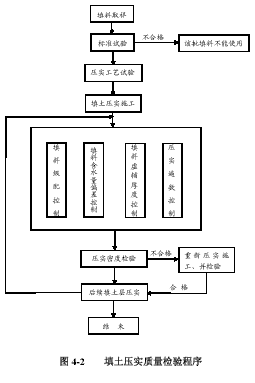 填料取样
标准试验
不合格
该批填料不能使用
压实工艺试验
填土压实施工
填料级配控制
填料含水量偏差控制
填料虚铺厚度控制
压实遍数控制
压实密度检验
不合格
重新压实施
工、并检验
后续填土层压实
合格
结束
图 4-2 填土压实质量检验程序